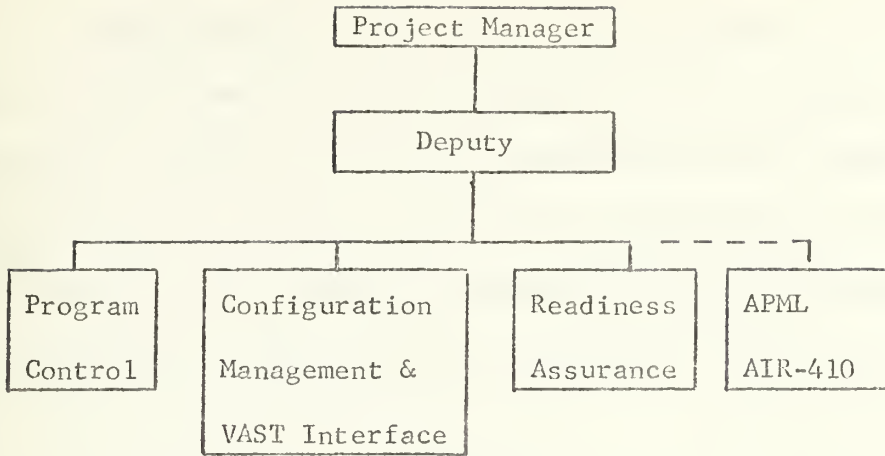 Project Manager
Deputy
Program
Control
Configuration
Management &
VAST Interface
Readiness
Assurance
APML
AIR-410